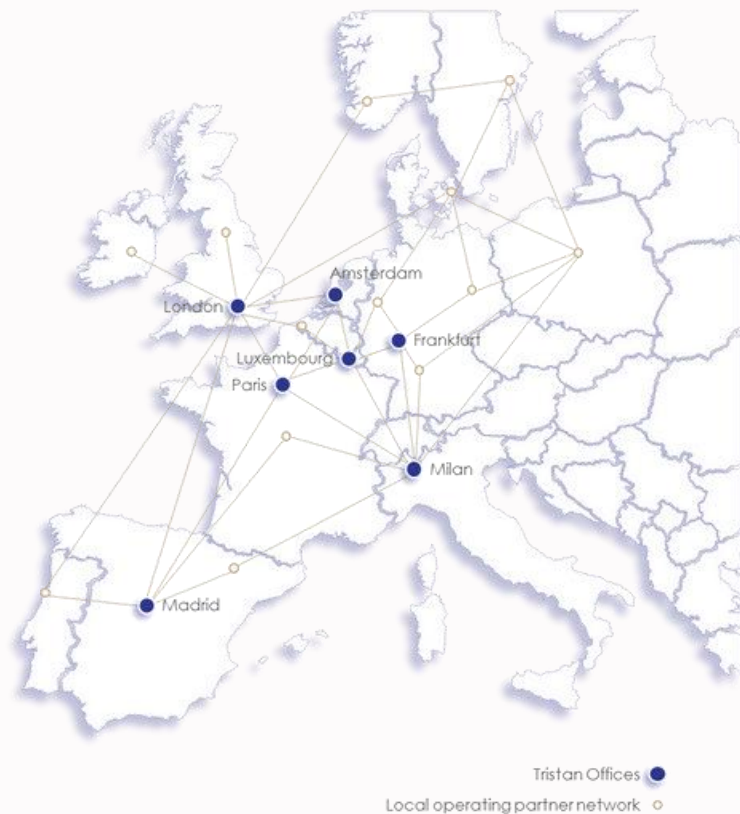 Amsterdam
London
Frankfurt
Luxembourg
Paris
Milan
Madrid
Tristan Offices
Local operating partner network